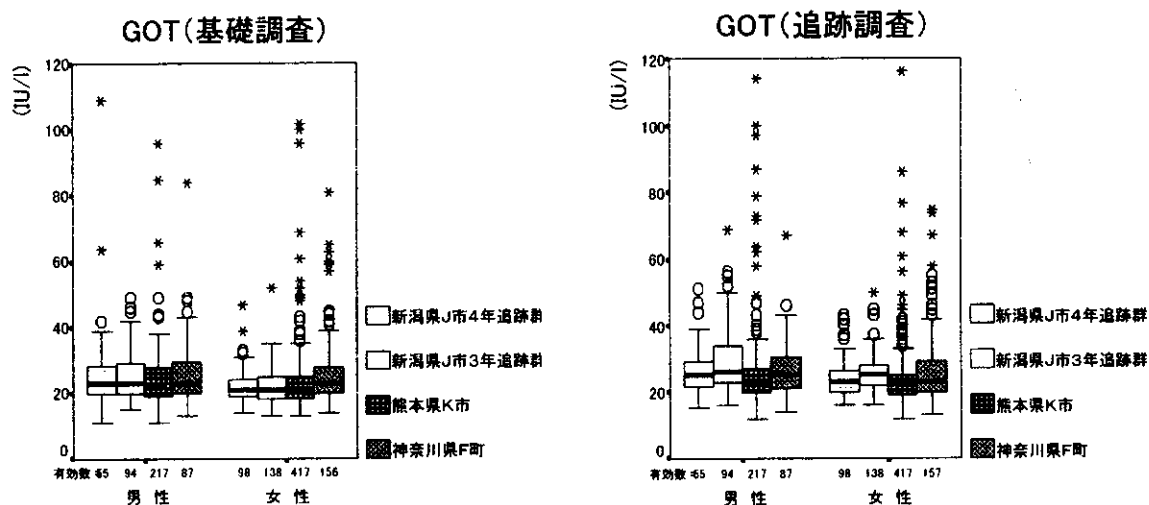 GOT(基礎調査)
(IU/l)
120
100
80
60
40
20
0
有効数 =65 94 217 87 98 138 417 156
男 性 女 性
新潟県J市4年追跡群
新潟県J市3年追跡群
熊本県K市
神奈川県F町
GOT(追跡調査)
(IU/l)
120
100
80
60
40
20
0
有効数 =65 94 217 87 98 138 417 157
男 性 女 性
新潟県J市4年追跡群
新潟県J市3年追跡群
熊本県K市
神奈川県F町